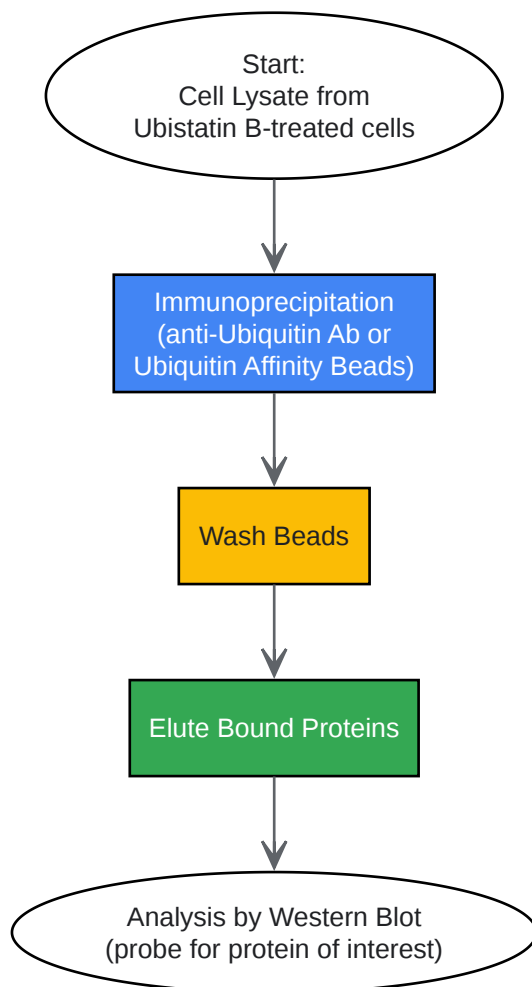 Start:
Cell Lysate from
Ubistatin B-treated cells
Immunoprecipitation
(anti-Ubiquitin Ab or
Ubiquitin Affinity Beads)
Wash Beads
Elute Bound Proteins
Analysis by Western Blot
(probe for protein of interest)